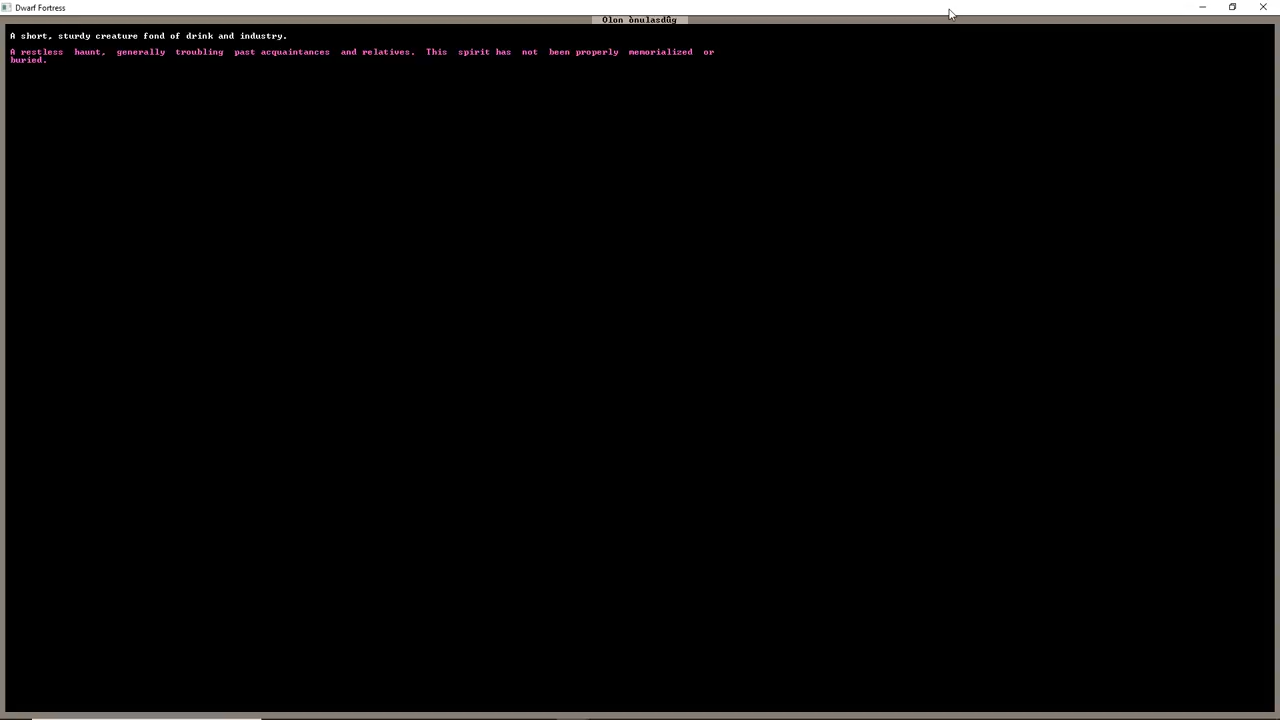 Dwarf Fortress
Olon ònulasdûg
A short, sturdy creature fond of drink and industry.
A restless haunt, generally troubling past acquaintances and relatives. This spirit has not been properly memorialized or
buried.